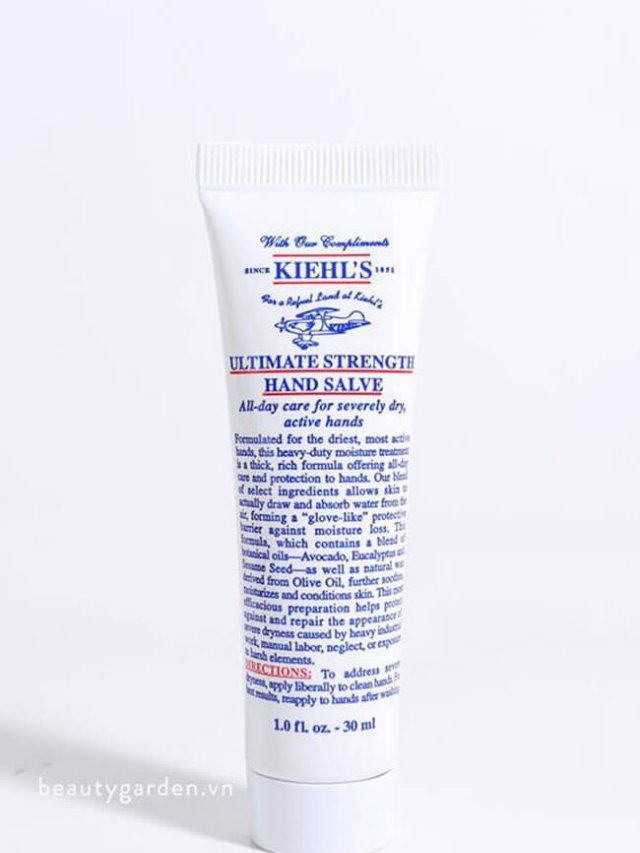 With Our Compliments
SINCE KIEHL'S 1851
For a Refuel Land at Kiehl's
KIEHL'S
ULTIMATE STRENGTH
HAND SALVE
All-day care for severely dry,
active hands
Formulated for the driest, most active
hands, this heavy-duty moisture treatment
is a thick, rich formula offering all-day
care and protection to hands. Our blend
of select ingredients allows skin to
actually draw and absorb water from the
air, forming a “glove-like” protective
barrier against moisture loss. This
formula, which contains a blend of
botanical oils—Avocado, Eucalyptus and
Sesame Seed—as well as natural wax
derived from Olive Oil, further soothes,
moisturizes and conditions skin. This most
efficacious preparation helps protect
against and repair the appearance of
severe dryness caused by heavy industrial
work, manual labor, neglect, or exposure
to harsh elements.
DIRECTIONS: To address severe
dryness, apply liberally to clean hands. For
best results, reapply to hands after washing.
1.0 fl. oz. - 30 ml
beautygarden.vn